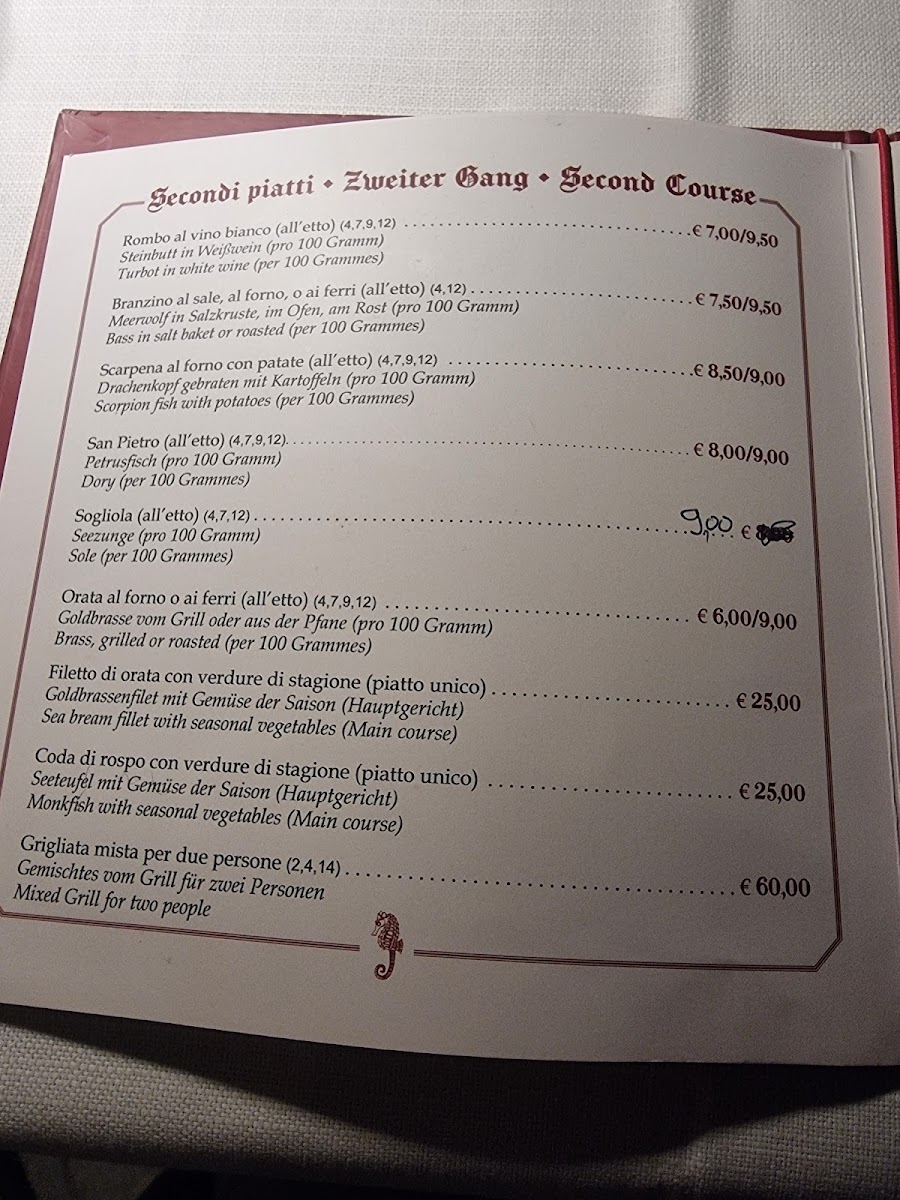 Secondi piatti • Zweiter Gang • Second Course
Rombo al vino bianco (all'etto) (4,7,9,12) ........ € 7,00/9,50
Steinbutt in Weißwein (pro 100 Gramm)
Turbot in white wine (per 100 Grammes)
Branzino al sale, al forno, o ai ferri (all'etto) (4,12) ........ € 7,50/9,50
Meerwolf in Salzkruste, im Ofen, am Rost (pro 100 Gramm)
Bass in salt baket or roasted (per 100 Grammes)
Scarpena al forno con patate (all'etto) (4,7,9,12) ........ € 8,50/9,00
Drachenkopf gebraten mit Kartoffeln (pro 100 Gramm)
Scorpion fish with potatoes (per 100 Grammes)
San Pietro (all'etto) (4,7,9,12) ........ € 8,00/9,00
Petrusfisch (pro 100 Gramm)
Dory (per 100 Grammes)
Sogliola (all'etto) (4,7,12) ........ 9,00 €
Seezunge (pro 100 Gramm)
Sole (per 100 Grammes)
Orata al forno o ai ferri (all'etto) (4,7,9,12) ........ € 6,00/9,00
Goldbrasse vom Grill oder aus der Pfane (pro 100 Gramm)
Brass, grilled or roasted (per 100 Grammes)
Filetto di orata con verdure di stagione (piatto unico) ........ € 25,00
Goldbrassenfilet mit Gemüse der Saison (Hauptgericht)
Sea bream fillet with seasonal vegetables (Main course)
Coda di rospo con verdure di stagione (piatto unico) ........ € 25,00
Seeteufel mit Gemüse der Saison (Hauptgericht)
Monkfish with seasonal vegetables (Main course)
Grigliata mista per due persone (2,4,14) ........ € 60,00
Gemischtes vom Grill für zwei Personen
Mixed Grill for two people